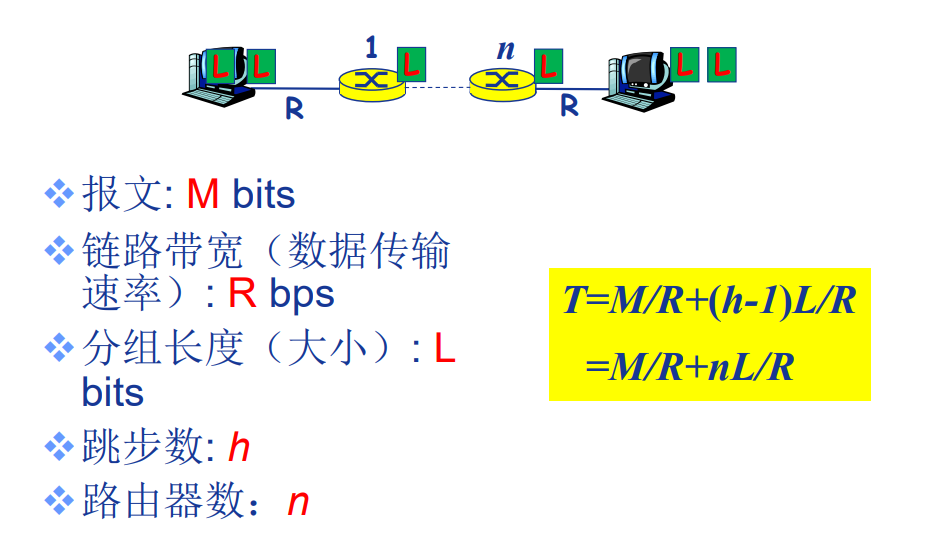 1 n
L L L L L L
R R
报文: M bits
链路带宽（数据传输
速率）: R bps
分组长度（大小）: L
bits
跳步数: h
路由器数：n
T=M/R+(h-1)L/R
=M/R+nL/R